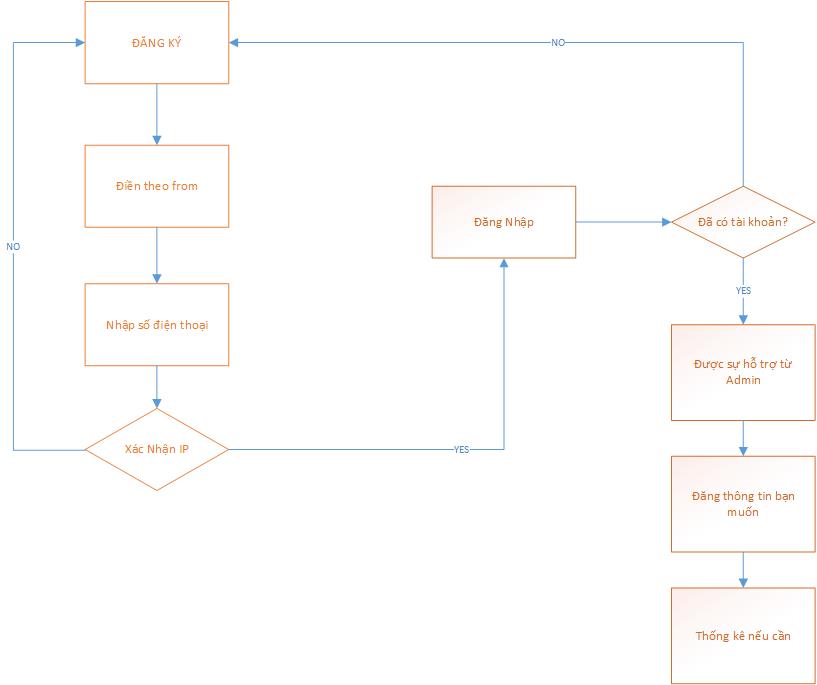 ĐĂNG KÝ
NO
Điền theo from
Đăng Nhập
Đã có tài khoản?
NO
YES
Nhập số điện thoại
Được sự hỗ trợ từ
Admin
Xác Nhận IP
YES
Đăng thông tin bạn
muốn
Thống kê nếu cần